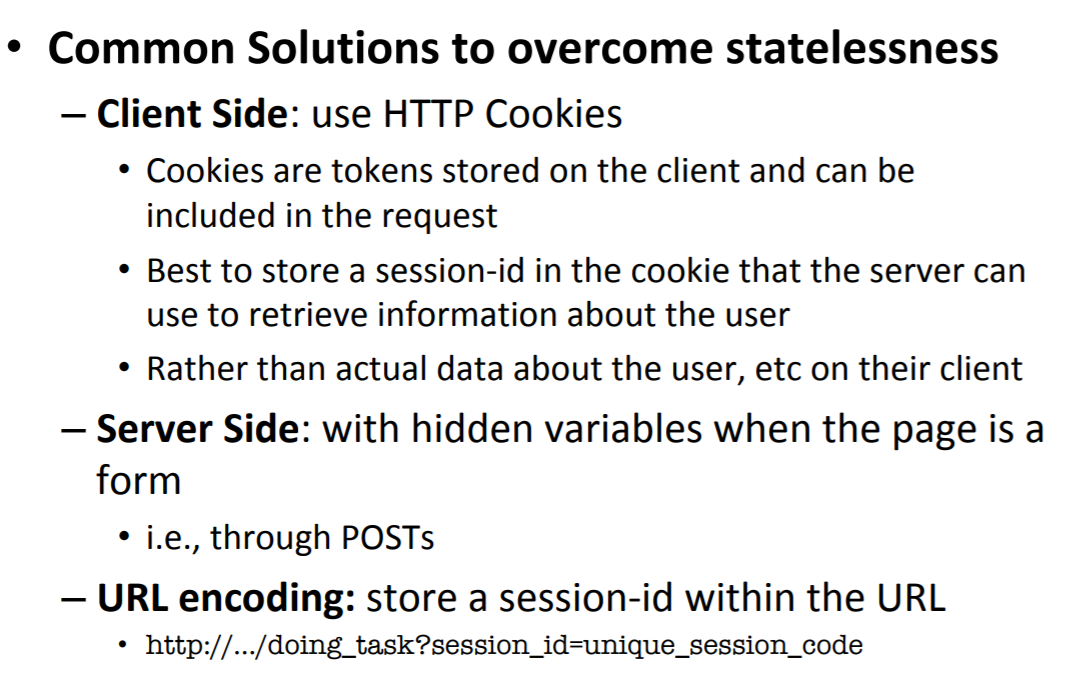 • Common Solutions to overcome statelessness
– Client Side: use HTTP Cookies
• Cookies are tokens stored on the client and can be
included in the request
• Best to store a session-id in the cookie that the server can
use to retrieve information about the user
• Rather than actual data about the user, etc on their client
– Server Side: with hidden variables when the page is a
form
• i.e., through POSTs
– URL encoding: store a session-id within the URL
• http://.../doing_task?session_id=unique_session_code